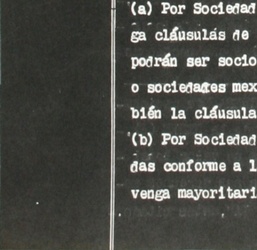 (a) Por Sociedad
ga cláusulas de
podrán ser socio
o sociedades mex
bién la cláusula
(b) Por Sociedad
das conforme a l
venga mayoritari